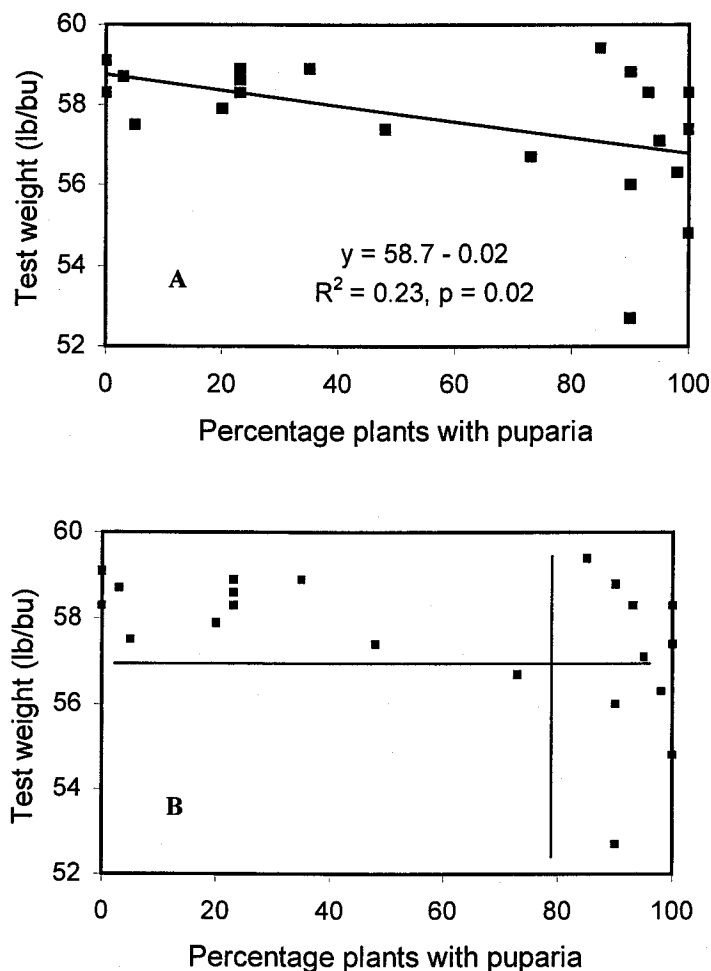 60
58
56
54
52
Test weight (lb/bu)
A
y = 58.7 - 0.02
R² = 0.23, p = 0.02
0 20 40 60 80 100
Percentage plants with puparia
60
58
56
54
52
Test weight (lb/bu)
B
0 20 40 60 80 100
Percentage plants with puparia